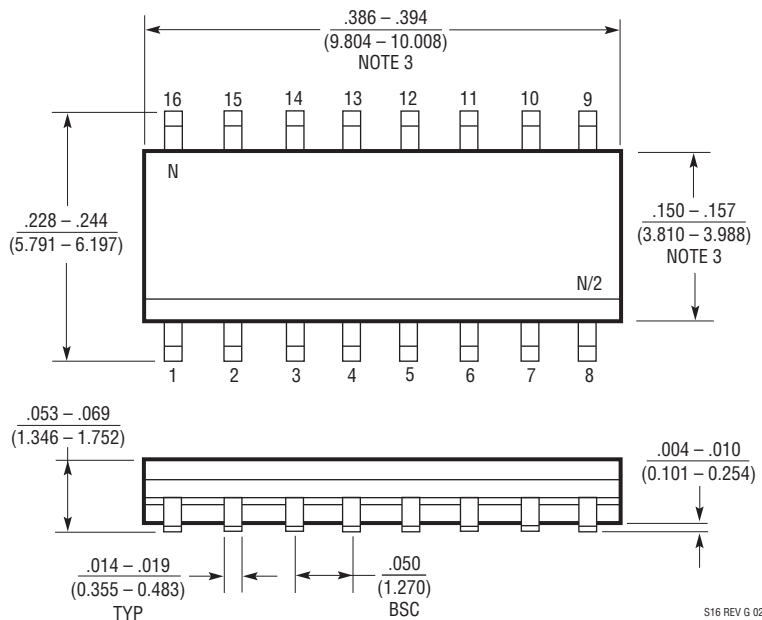 .386 – .394
(9.804 – 10.008)
NOTE 3
16 15 14 13 12 11 10 9
N
.228 – .244
(5.791 – 6.197)
.150 – .157
(3.810 – 3.988)
NOTE 3
N/2
1 2 3 4 5 6 7 8
.053 – .069
(1.346 – 1.752)
.004 – .010
(0.101 – 0.254)
.014 – .019
(0.355 – 0.483)
TYP
.050
(1.270)
BSC
S16 REV G 02